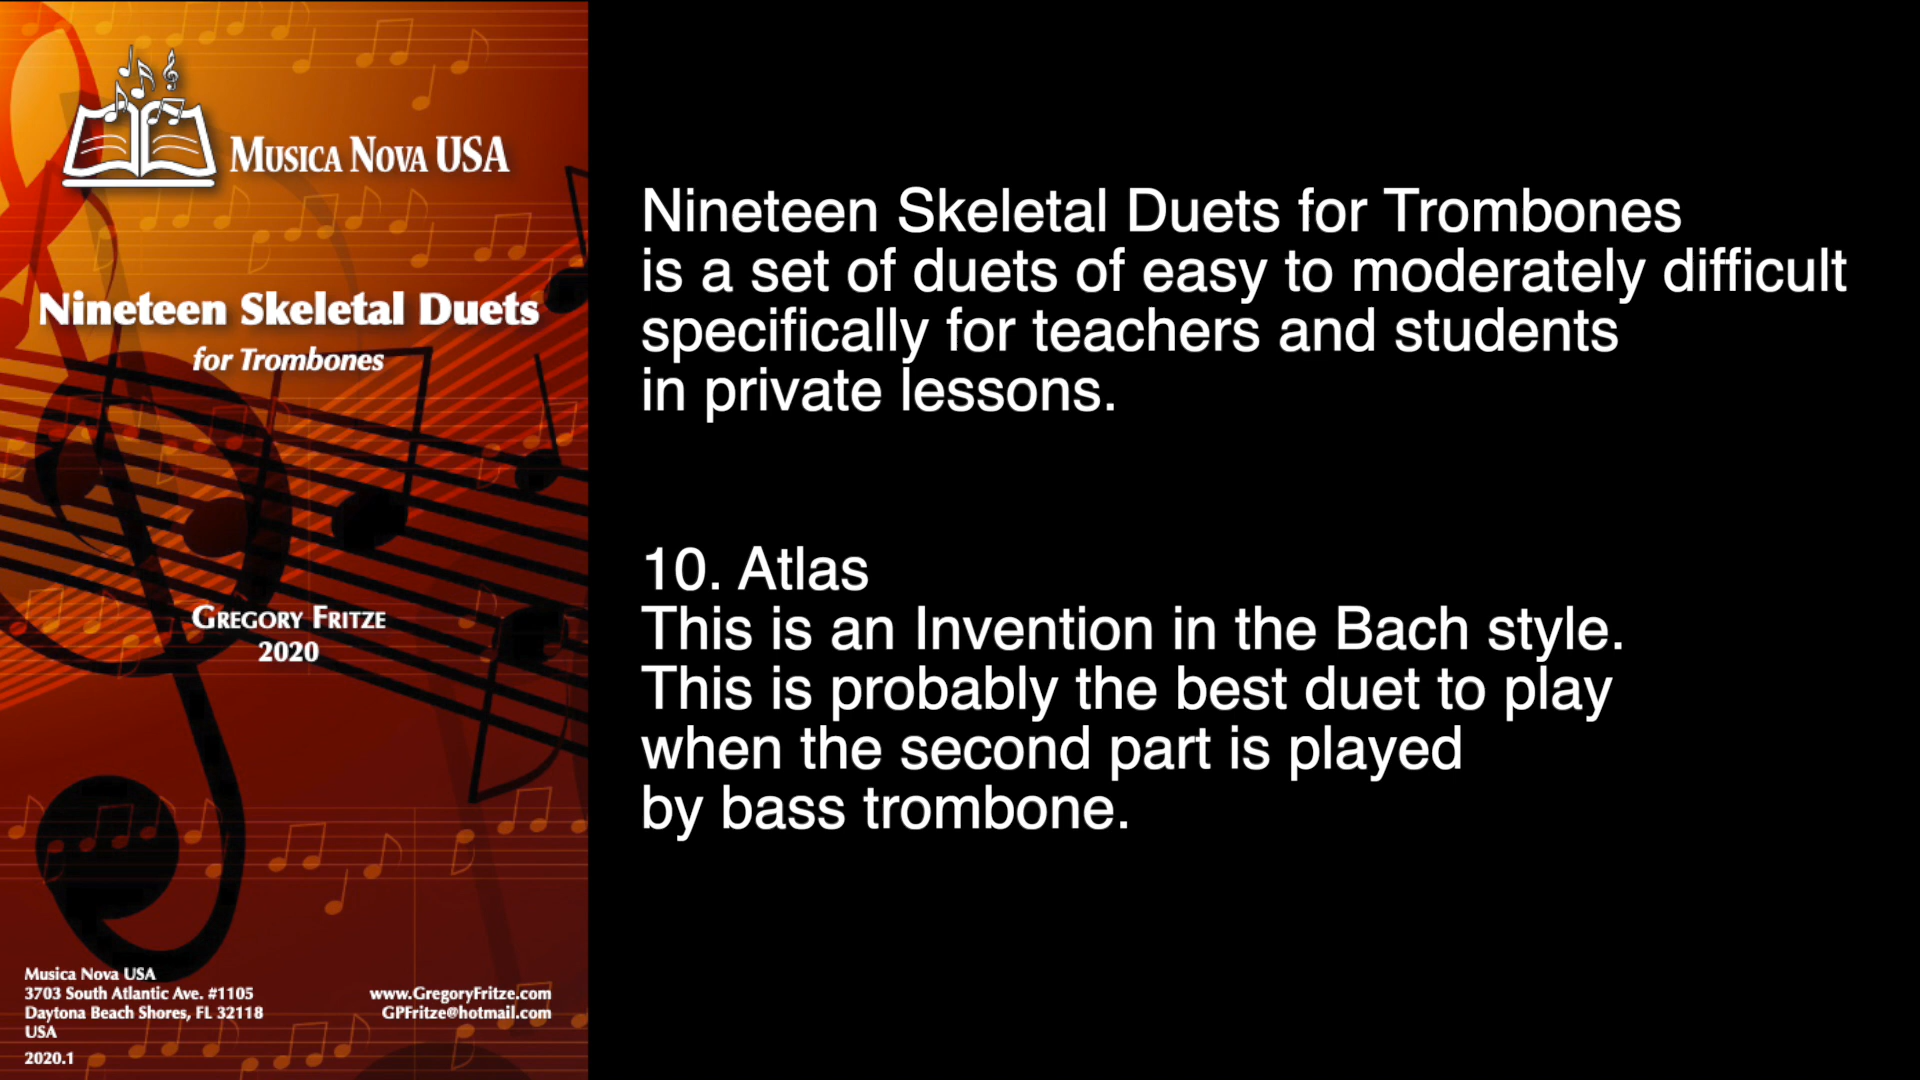 Musica Nova USA
Nineteen Skeletal Duets
for Trombones
Gregory Fritze
2020
Musica Nova USA
3703 South Atlantic Ave. #1105
Daytona Beach Shores, FL 32118
USA
2020.1
www.GregoryFritze.com
GPFritze@hotmail.com
Nineteen Skeletal Duets for Trombones
is a set of duets of easy to moderately difficult
specifically for teachers and students
in private lessons.
10. Atlas
This is an Invention in the Bach style.
This is probably the best duet to play
when the second part is played
by bass trombone.